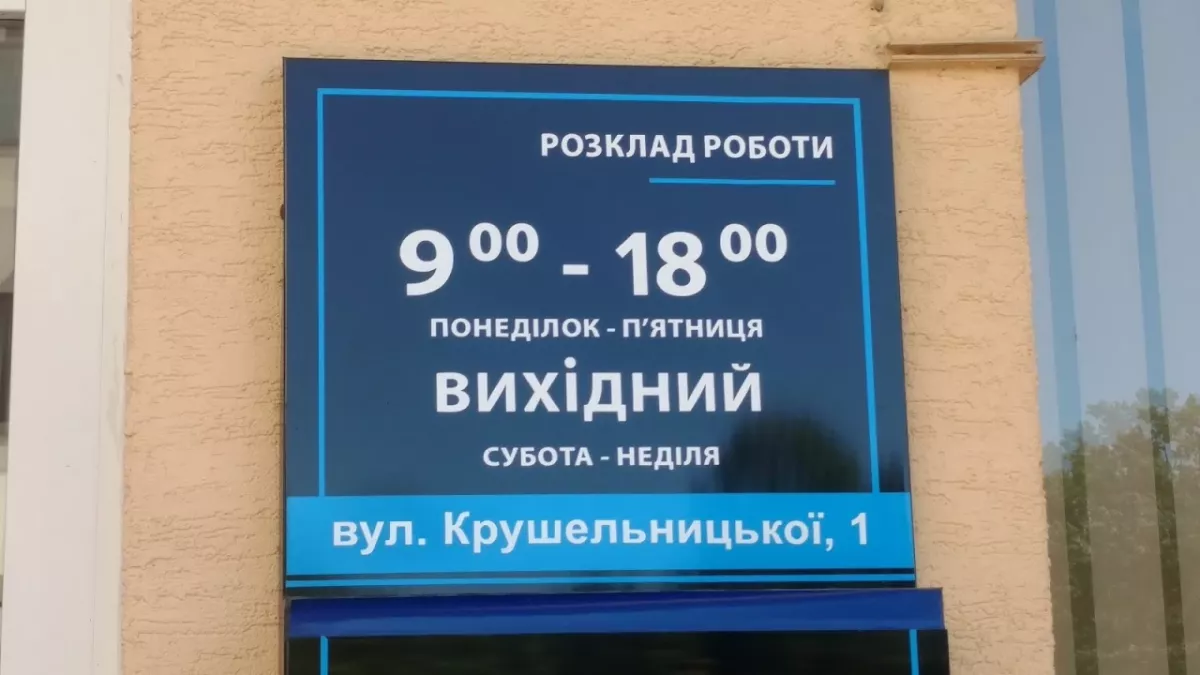 РОЗКЛАД РОБОТИ
9⁰⁰ - 18⁰⁰
ПОНЕДІЛОК - П'ЯТНИЦЯ
ВИХІДНИЙ
СУБОТА - НЕДІЛЯ
вул. Крушельницької, 1